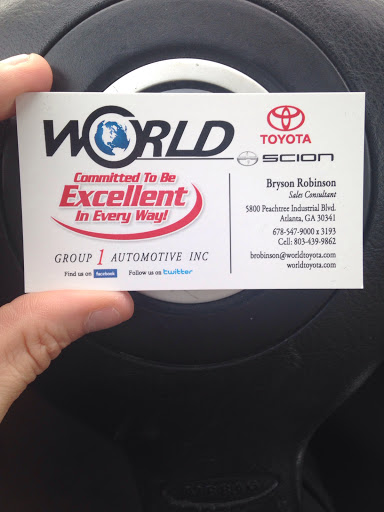 WORLD
TOYOTA
SCION
Committed To Be
Excellent
In Every Way!
GROUP 1 AUTOMOTIVE INC
Find us on facebook
Follow us on twitter
Bryson Robinson
Sales Consultant
5800 Peachtree Industrial Blvd.
Atlanta, GA 30341
678-547-9000 x 3193
Cell: 803-439-9862
brobinson@worldtoyota.com
worldtoyota.com
AIRBAG